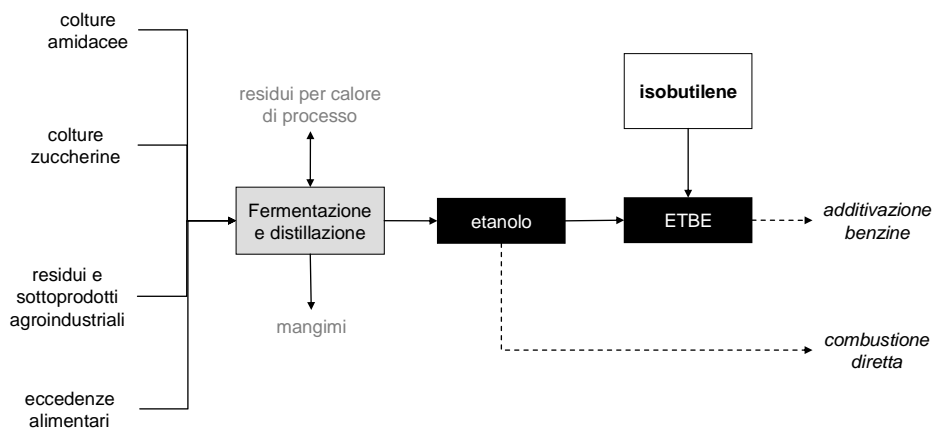 colture
amidacee
colture
zuccherine
residui e
sottoprodotti
agroindustriali
eccedenze
alimentari
residui per calore
di processo
Fermentazione
e distillazione
mangimi
etanolo
isobutilene
ETBE
additivazione
benzine
combustione
diretta